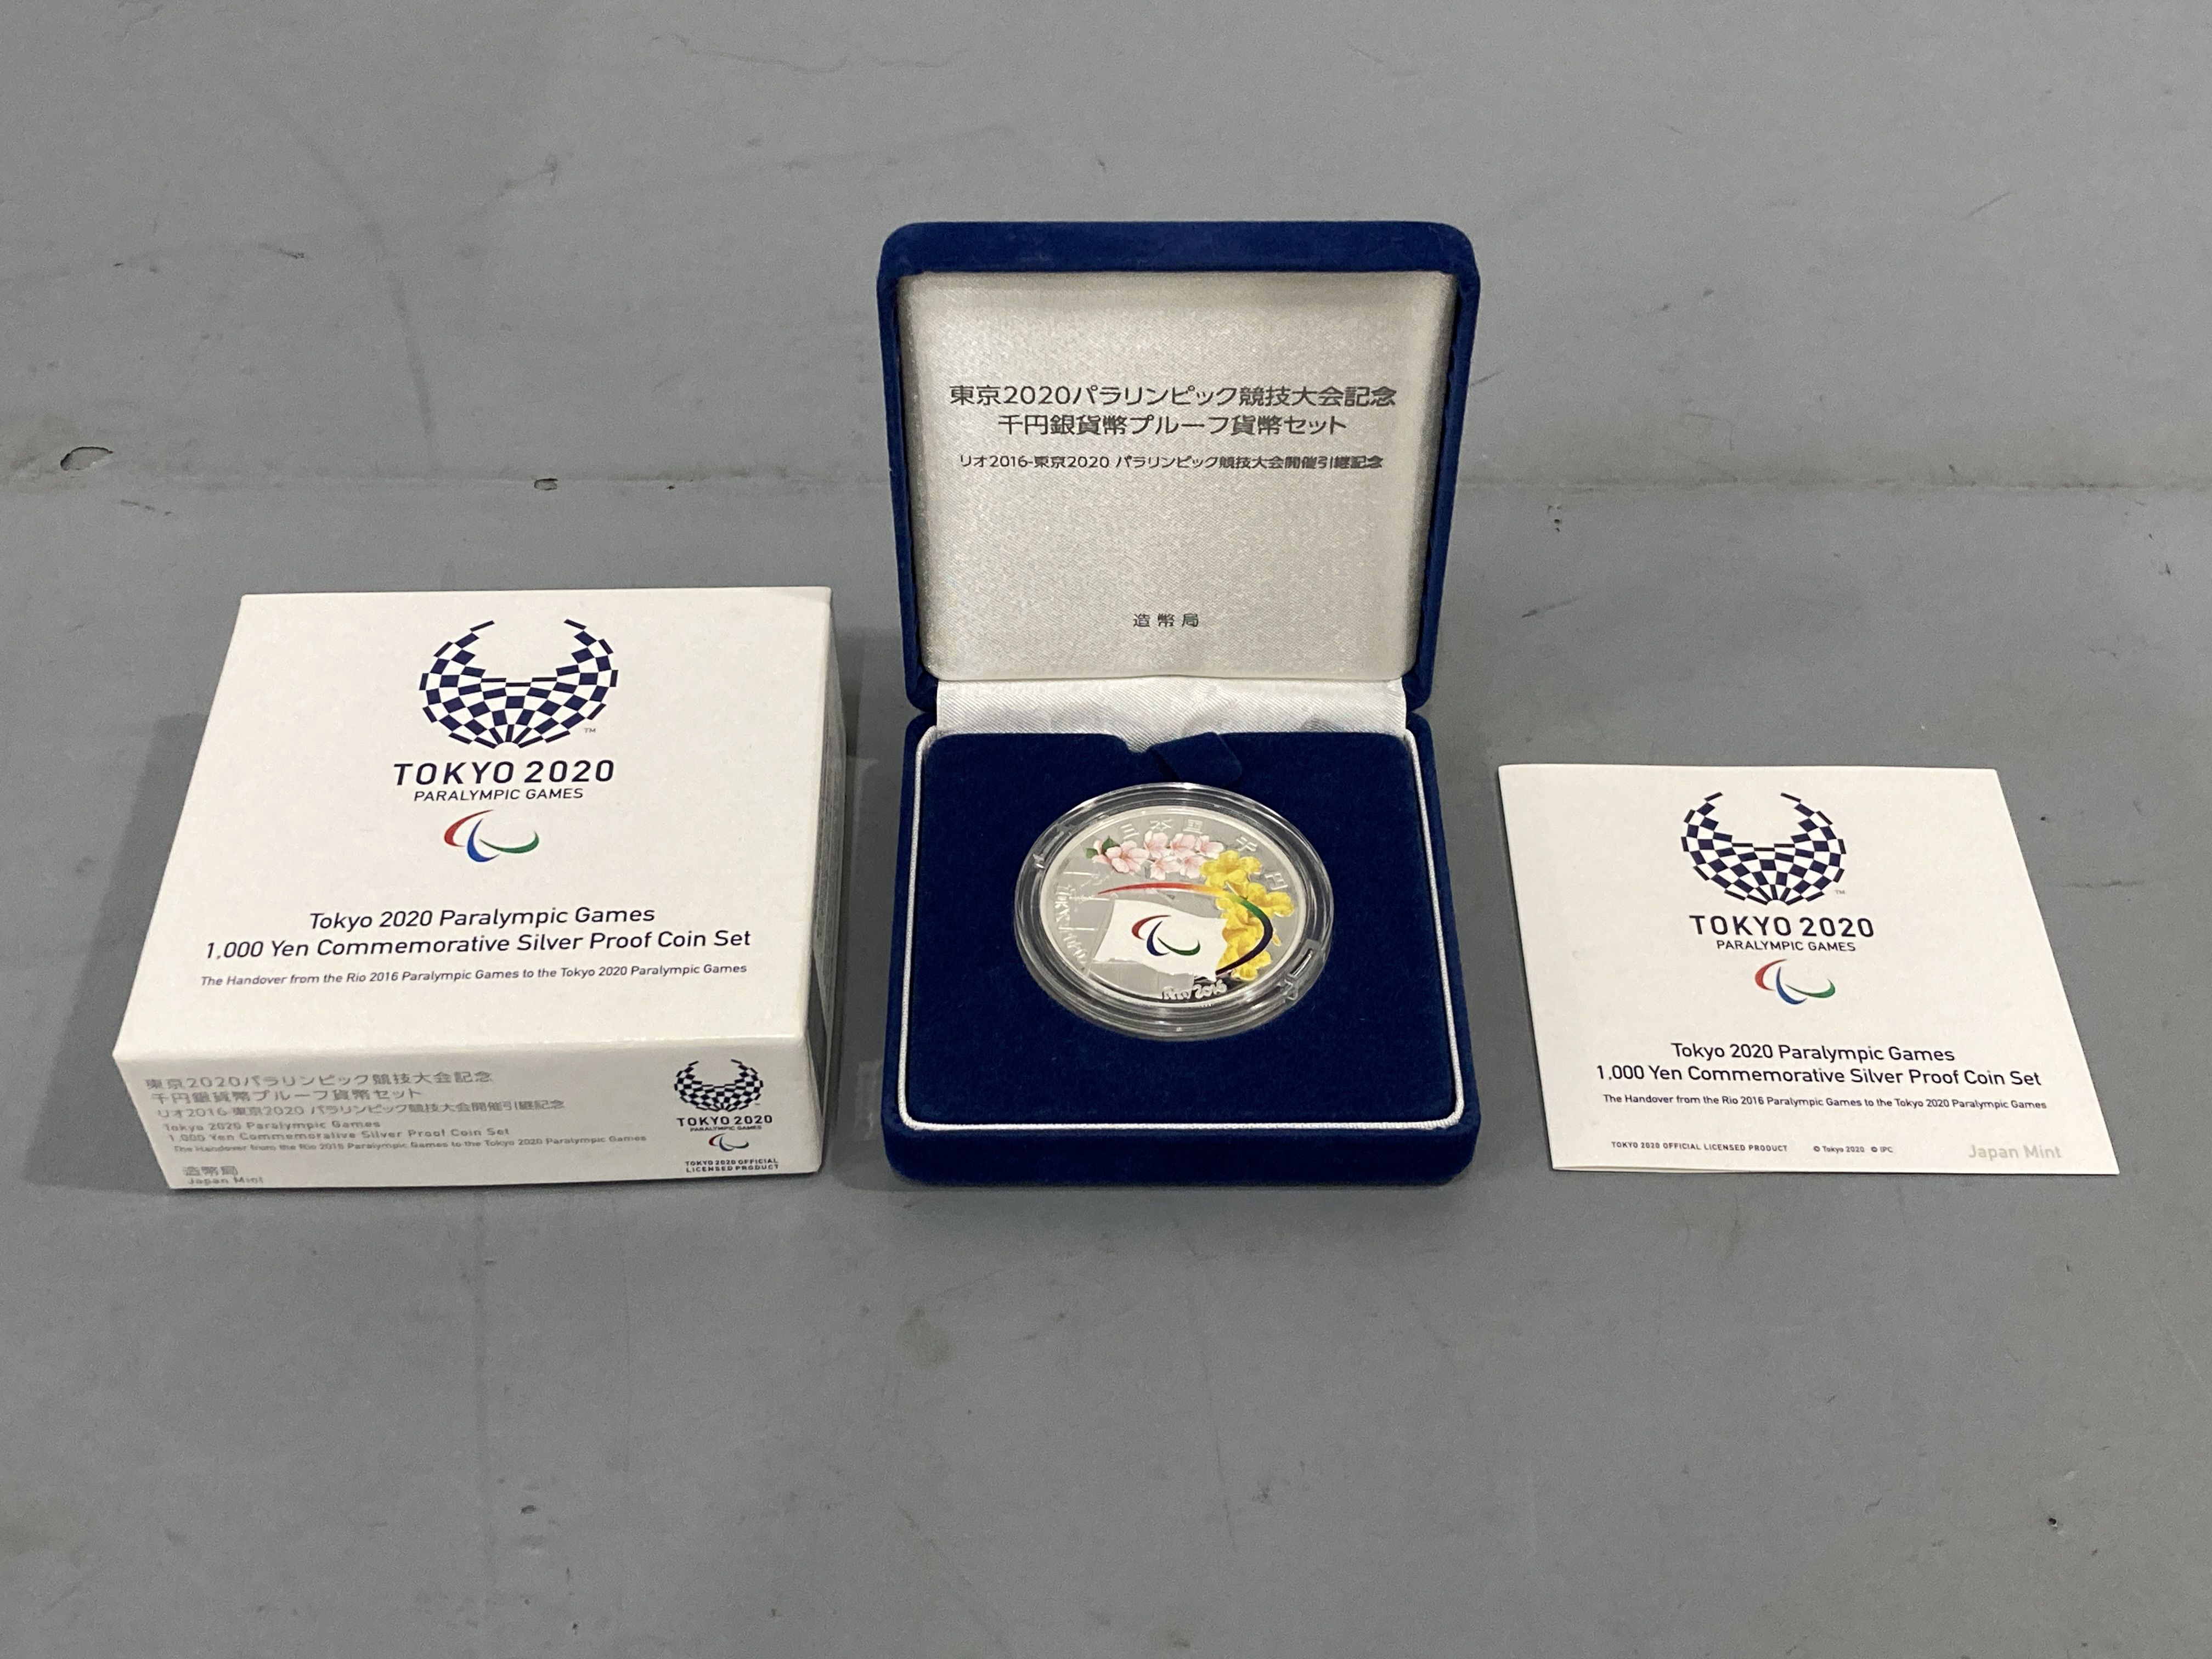 TOKYO 2020
PARALYMPIC GAMES
Tokyo 2020 Paralympic Games
1,000 Yen Commemorative Silver Proof Coin Set
The Handover from the Rio 2016 Paralympic Games to the Tokyo 2020 Paralympic Games
東京2020パラリンピック競技大会記念
千円銀貨幣プルーフ貨幣セット
リオ2016-東京2020 パラリンピック競技大会開催引継記念
Tokyo 2020 Paralympic Games
1,000 Yen Commemorative Silver Proof Coin Set
The Handover from the Rio 2016 Paralympic Games to the Tokyo 2020 Paralympic Games
造幣局
Japan Mint
TOKYO 2020
PARALYMPIC GAMES
TOKYO 2020 OFFICIAL
LICENSED PRODUCT
東京2020パラリンピック競技大会記念
千円銀貨幣プルーフ貨幣セット
リオ2016-東京2020 パラリンピック競技大会開催引継記念
造幣局
千円
Rio 2016
TM
TOKYO 2020
PARALYMPIC GAMES
Tokyo 2020 Paralympic Games
1,000 Yen Commemorative Silver Proof Coin Set
The Handover from the Rio 2016 Paralympic Games to the Tokyo 2020 Paralympic Games
TOKYO 2020 OFFICIAL LICENSED PRODUCT © Tokyo 2020 © IPC
Japan Mint